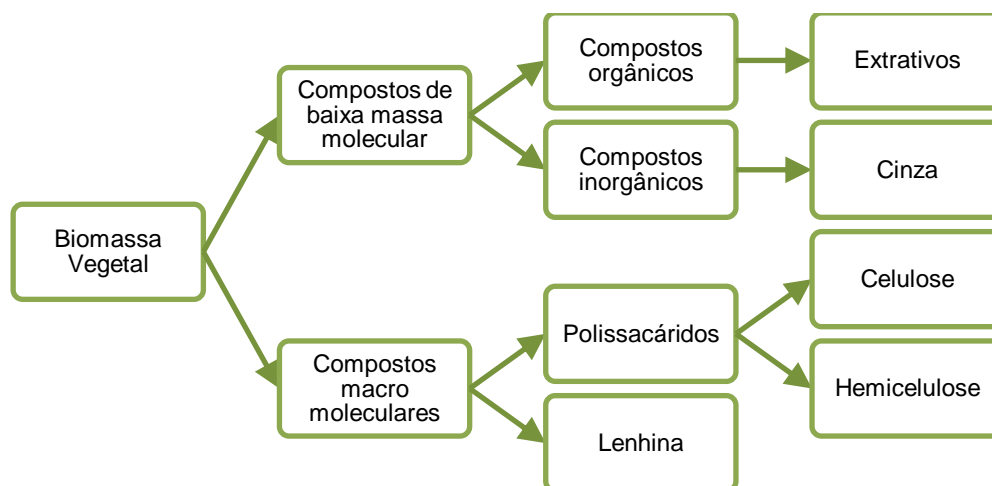 Compostos
orgânicos
Extrativos
Compostos de
baixa massa
molecular
Compostos
inorgânicos
Cinza
Biomassa
Vegetal
Celulose
Polissacáridos
Compostos
macro
moleculares
Hemicelulose
Lenhina